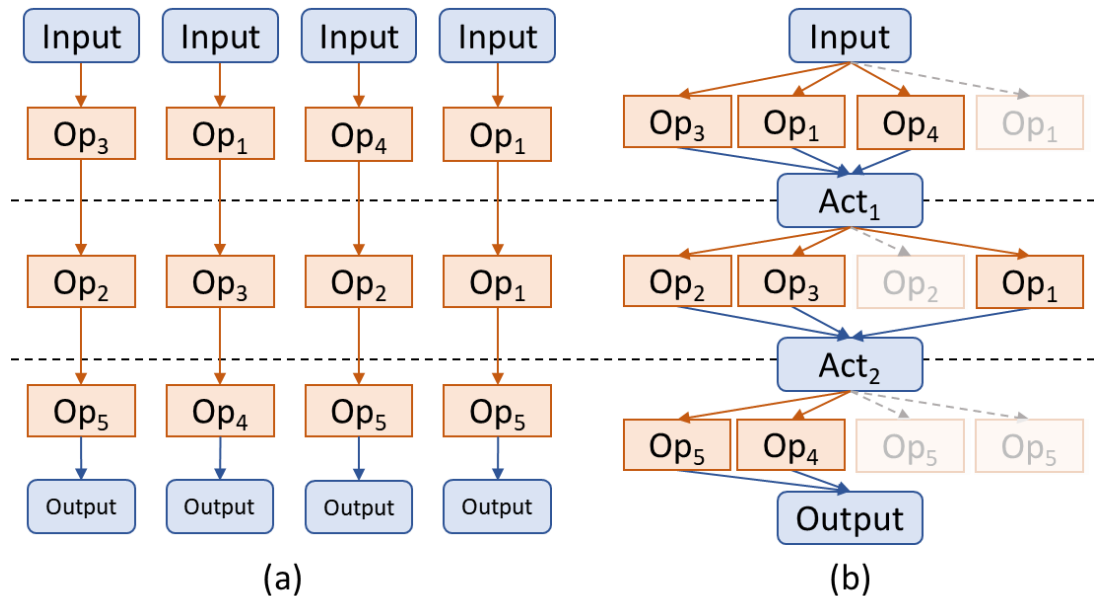 Input Input Input Input Input
Op₃ Op₁ Op₄ Op₁ Op₃ Op₁ Op₄ Op₁
Act₁
Op₂ Op₃ Op₂ Op₁ Op₂ Op₃ Op₂ Op₁
Act₂
Op₅ Op₄ Op₅ Op₅ Op₅ Op₄ Op₅ Op₅
Output Output Output Output Output
(a) (b)